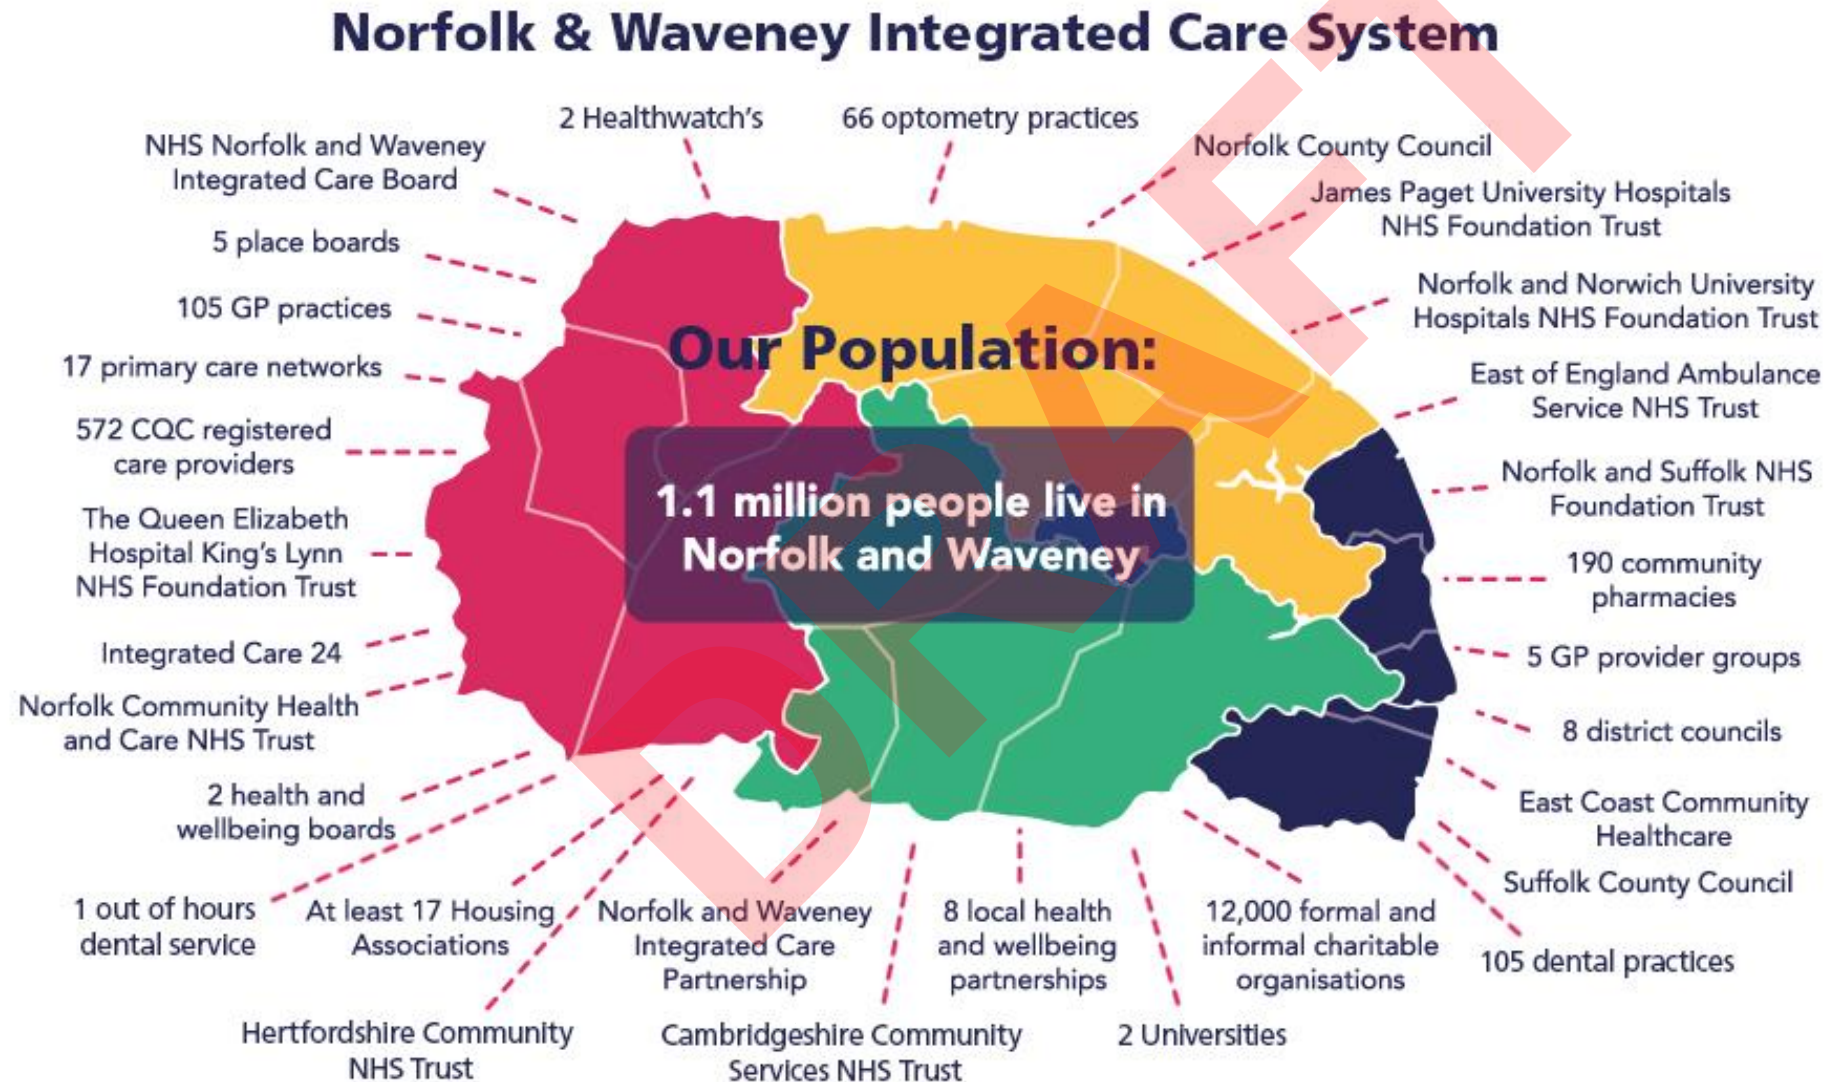 Norfolk & Waveney Integrated Care System
2 Healthwatch's
66 optometry practices
NHS Norfolk and Waveney
Integrated Care Board
5 place boards
105 GP practices
17 primary care networks
572 CQC registered
care providers
The Queen Elizabeth
Hospital King's Lynn
NHS Foundation Trust
Integrated Care 24
Norfolk Community Health
and Care NHS Trust
2 health and
wellbeing boards
1 out of hours
dental service
At least 17 Housing
Associations
Hertfordshire Community
NHS Trust
Norfolk and Waveney
Integrated Care
Partnership
Cambridgeshire Community
Services NHS Trust
8 local health
and wellbeing
partnerships
2 Universities
12,000 formal and
informal charitable
organisations
Norfolk County Council
James Paget University Hospitals
NHS Foundation Trust
Norfolk and Norwich University
Hospitals NHS Foundation Trust
East of England Ambulance
Service NHS Trust
Norfolk and Suffolk NHS
Foundation Trust
190 community
pharmacies
5 GP provider groups
8 district councils
East Coast Community
Healthcare
Suffolk County Council
105 dental practices
Our Population:
1.1 million people live in
Norfolk and Waveney
DRAFT